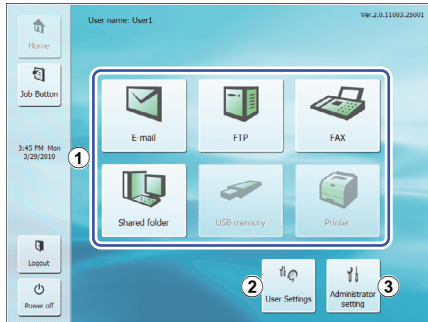 User name: User1
Ver.2.0.11003.25001
Home
Job Button
3:45 PM Mon
3/29/2010
1
E-mail
FTP
FAX
Shared folder
USB memory
Printer
Logout
Power off
2
User Settings
Administrator
setting
3